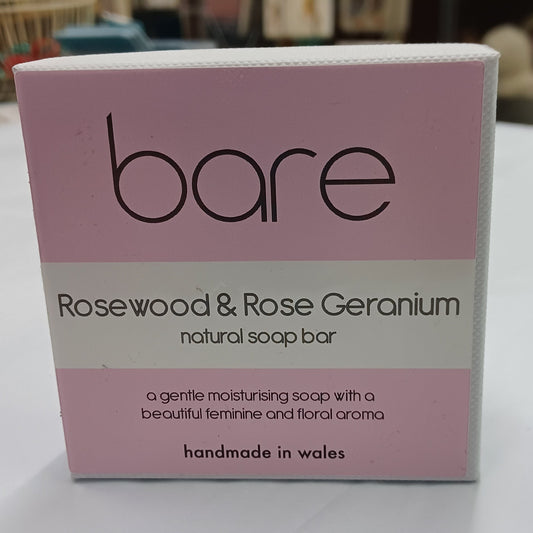 bare
Rosewood & Rose Geranium
natural soap bar
a gentle moisturising soap with a
beautiful feminine and floral aroma
handmade in wales